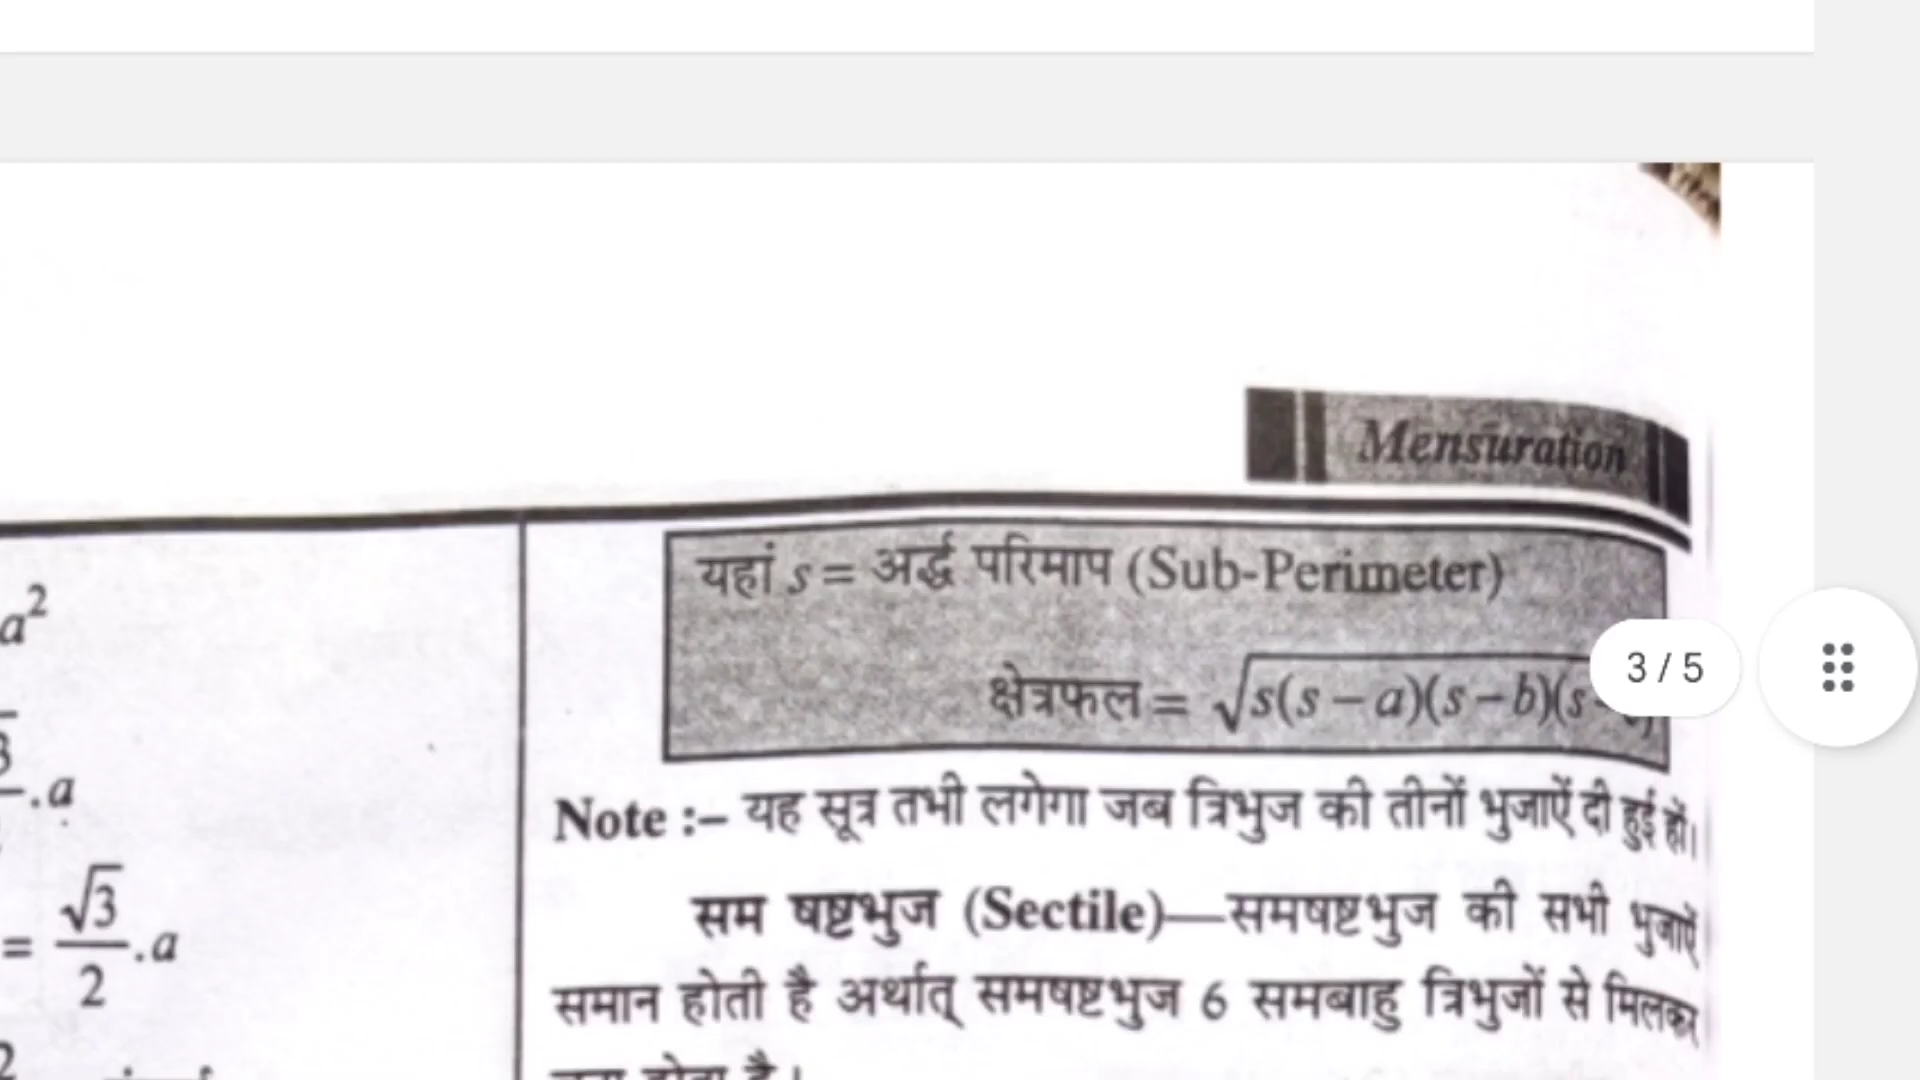 Mensuration
a²
यहां s = अर्द्ध परिमाप (Sub-Perimeter)
3 / 5
क्षेत्रफल = √s(s – a)(s – b)(s
.a
Note :– यह सूत्र तभी लगेगा जब त्रिभुज की तीनों भुजाऐं दी हुई हों।
= √3/2 .a
सम षष्टभुज (Sectile)—समषष्टभुज की सभी भुजाऐं
समान होती है अर्थात् समषष्टभुज 6 समबाहु त्रिभुजों से मिलकर
होता है।